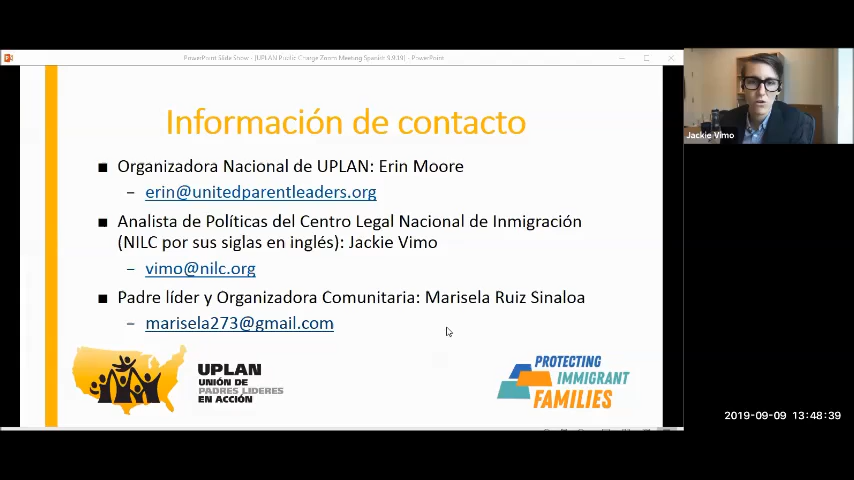 PowerPoint Slide Show - [UPLAN Public Charge Zoom Meeting Spanish 9.9.19] - PowerPoint
Información de contacto
■ Organizadora Nacional de UPLAN: Erin Moore
– erin@unitedparentleaders.org
■ Analista de Políticas del Centro Legal Nacional de Inmigración
(NILC por sus siglas en inglés): Jackie Vimo
– vimo@nilc.org
■ Padre líder y Organizadora Comunitaria: Marisela Ruiz Sinaloa
– marisela273@gmail.com
UPLAN
UNIÓN DE
PADRES LIDERES
EN ACCIÓN
PROTECTING
IMMIGRANT
FAMILIES
Jackie Vimo
2019-09-09 13:48:39